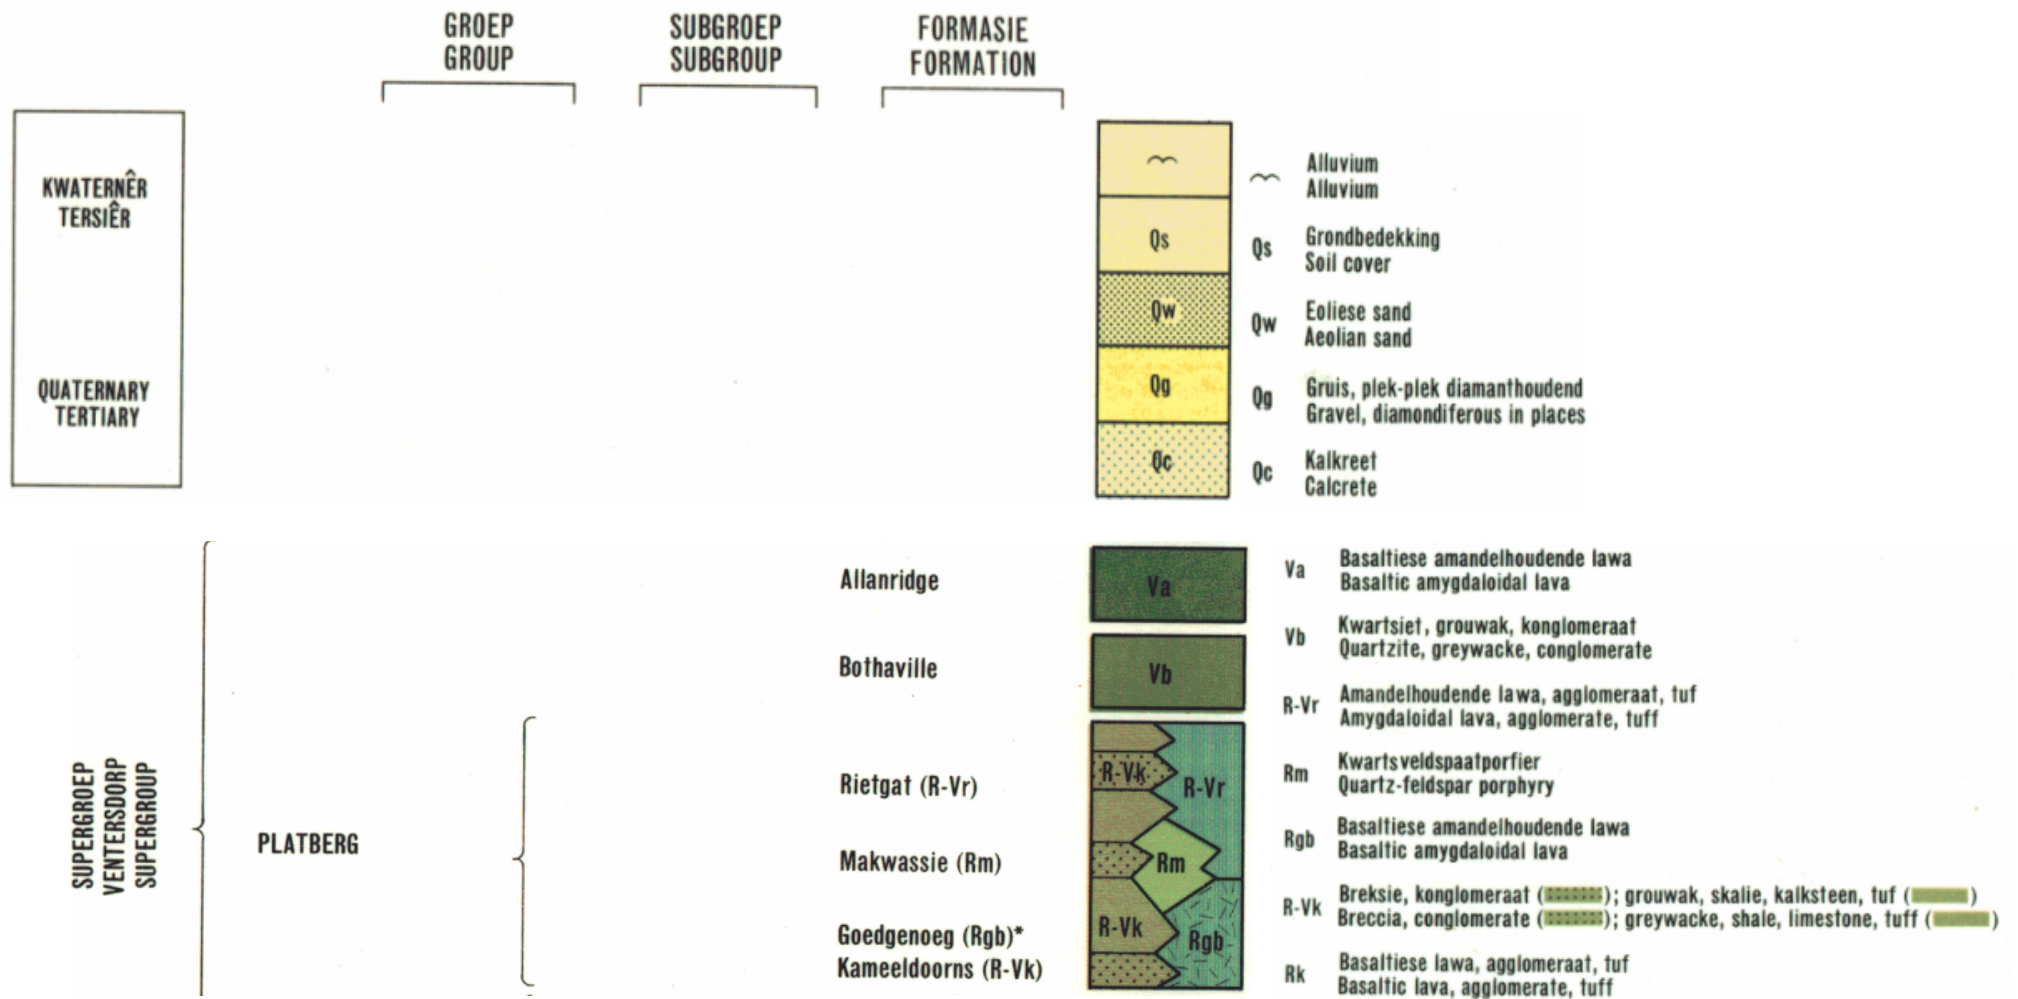 GROEP
GROUP
SUBGROEP
SUBGROUP
FORMASIE
FORMATION
KWATERNÊR
TERSIÊR
QUATERNARY
TERTIARY
Alluvium
Alluvium
Qs
Qs
Grondbedekking
Soil cover
Qw
Qw
Eoliese sand
Aeolian sand
Qg
Qg
Gruis, plek-plek diamanthoudend
Gravel, diamondiferous in places
Qc
Qc
Kalkreet
Calcrete
SUPERGROEP
VENTERSDORP
SUPERGROUP
PLATBERG
Allanridge
Bothaville
Rietgat (R-Vr)
Makwassie (Rm)
Goedgenoeg (Rgb)*
Kameeldoorns (R-Vk)
Va
Vb
R-Vk
R-Vr
Rm
R-Vk
Rgb
Va
Basaltiese amandelhoudende lawa
Basaltic amygdaloidal lava
Vb
Kwartsiet, grouwak, konglomeraat
Quartzite, greywacke, conglomerate
R-Vr
Amandelhoudende lawa, agglomeraat, tuf
Amygdaloidal lava, agglomerate, tuff
Rm
Kwartsveldspaatporfier
Quartz-feldspar porphyry
Rgb
Basaltiese amandelhoudende lawa
Basaltic amygdaloidal lava
R-Vk
Breksie, konglomeraat ( ); grouwak, skalie, kalksteen, tuf ( )
Breccia, conglomerate ( ); greywacke, shale, limestone, tuff ( )
Rk
Basaltiese lawa, agglomeraat, tuf
Basaltic lava, agglomerate, tuff